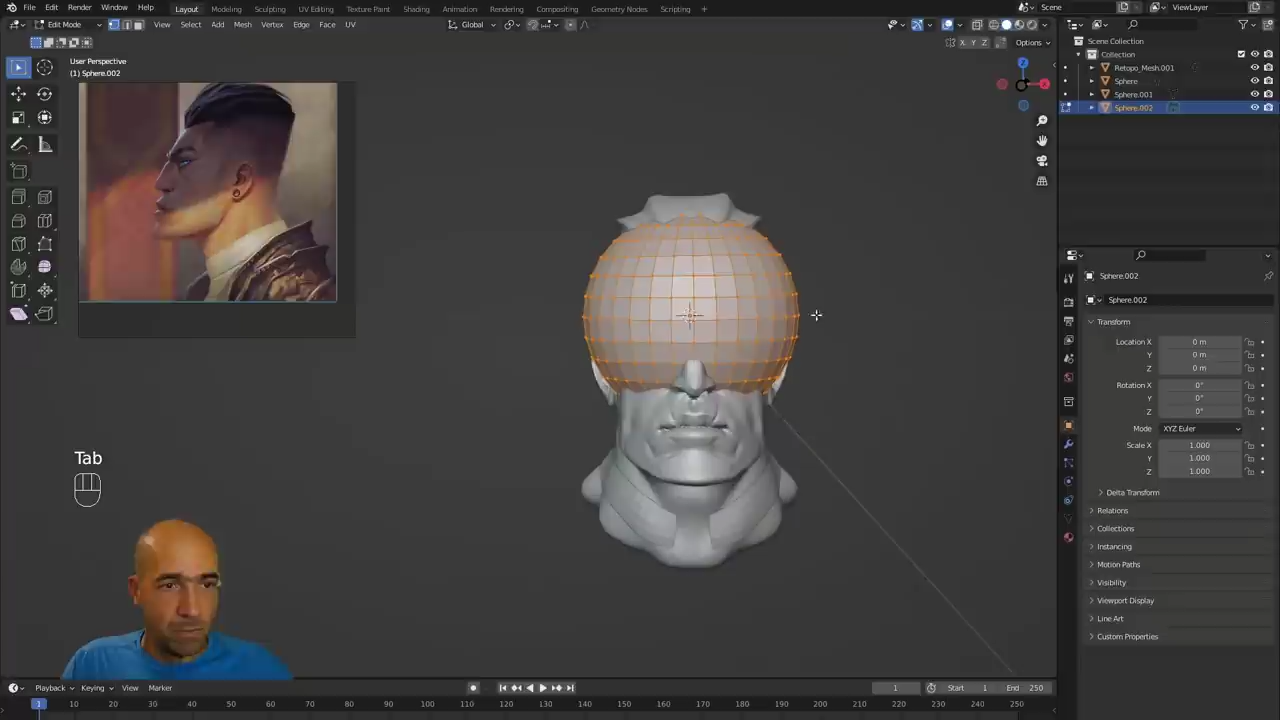 File Edit Render Window Help Layout Modeling Sculpting UV Editing Texture Paint Shading Animation Rendering Compositing Geometry Nodes Scripting Scene ViewLayer
Edit Mode View Select Add Mesh Vertex Edge Face UV Global
X Y Z Options
User Perspective
(1) Sphere.002
Z
Scene Collection
Collection
Retopo_Mesh.001
Sphere
Sphere.001
Sphere.002
Sphere.002
Sphere.002
Transform
Location X 0 m
Y 0 m
Z 0 m
Rotation X 0°
Y 0°
Z 0°
Mode XYZ Euler
Scale X 1.000
Y 1.000
Z 1.000
Delta Transform
Relations
Collections
Instancing
Motion Paths
Visibility
Viewport Display
Line Art
Custom Properties
Tab
Playback Keying View Marker 1 Start 1 End 250
1 10 20 30 40 50 60 70 80 90 100 110 120 130 140 150 160 170 180 190 200 210 220 230 240 250